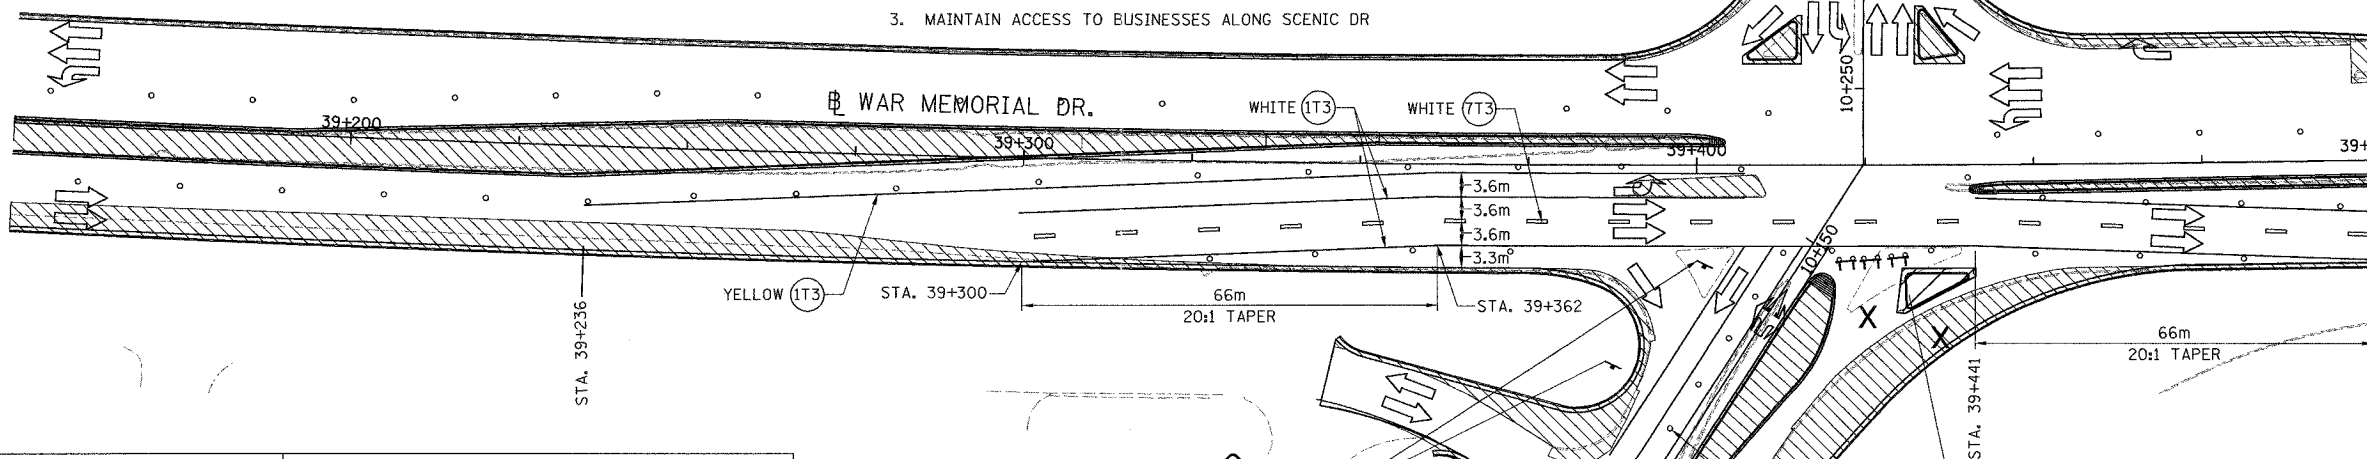 3. MAINTAIN ACCESS TO BUSINESSES ALONG SCENIC DR
WAR MEMORIAL DR.
WHITE 1T3
WHITE 7T3
10+250
39+200
39+300
39+400
39+
3.6m
3.6m
3.6m
3.3m
10+150
YELLOW 1T3
STA. 39+300
66m
20:1 TAPER
STA. 39+362
STA. 39+236
66m
20:1 TAPER
STA. 39+441
X
X